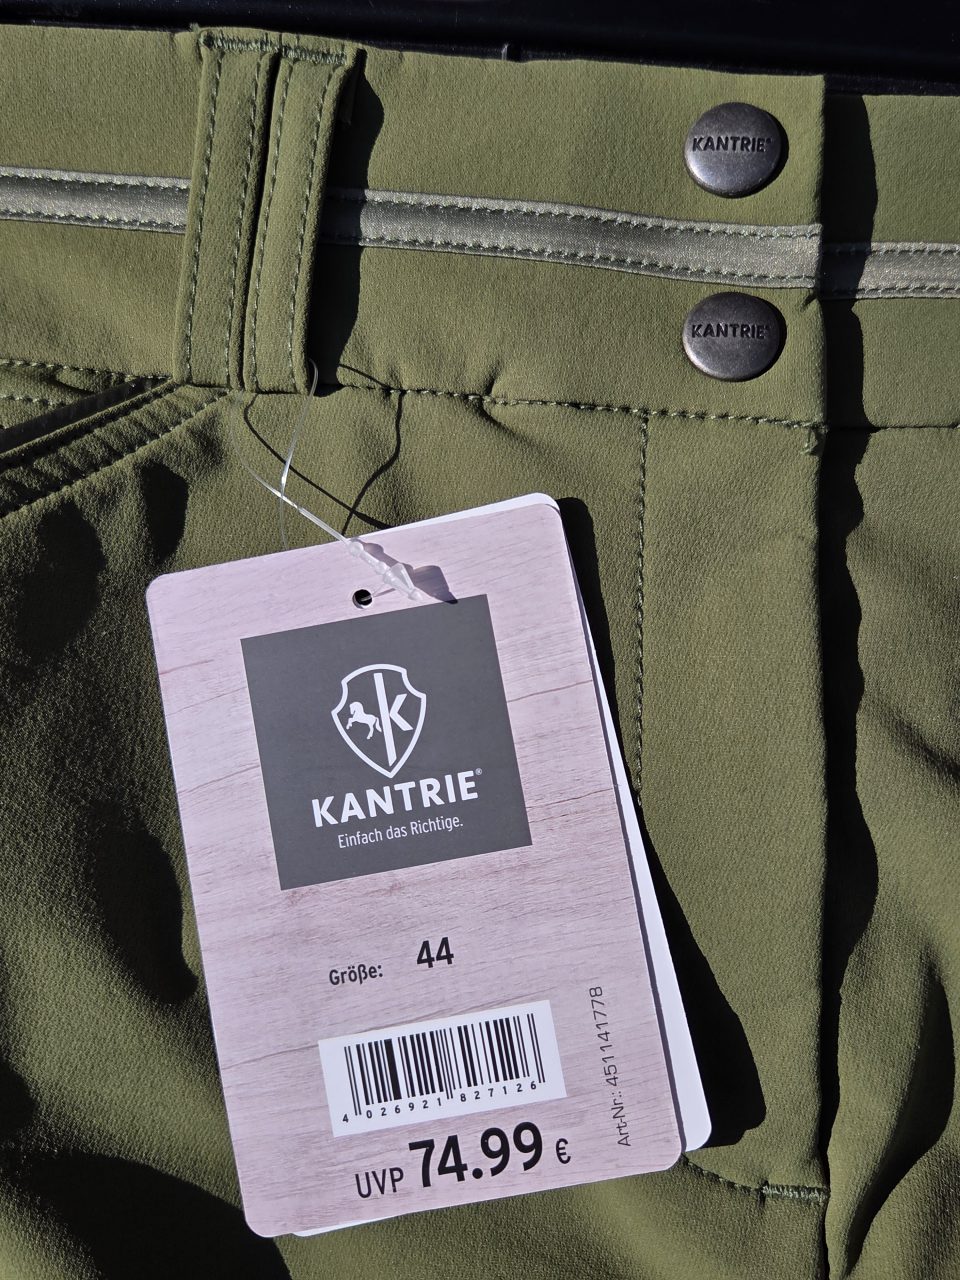 KANTRIE®
KANTRIE®
k
KANTRIE®
Einfach das Richtige.
Größe: 44
4 026921 827126
Art-Nr.: 451141778
UVP 74.99 €